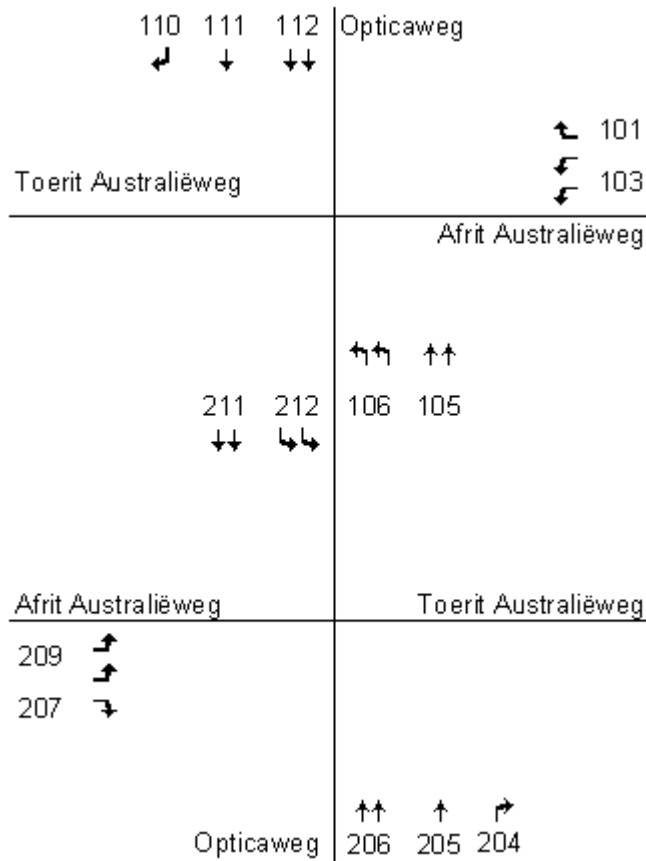 110 111 112 Opticaweg
101
Toerit Australiëweg 103
Afrit Australiëweg
211 212 106 105
Afrit Australiëweg Toerit Australiëweg
209
207
Opticaweg 206 205 204